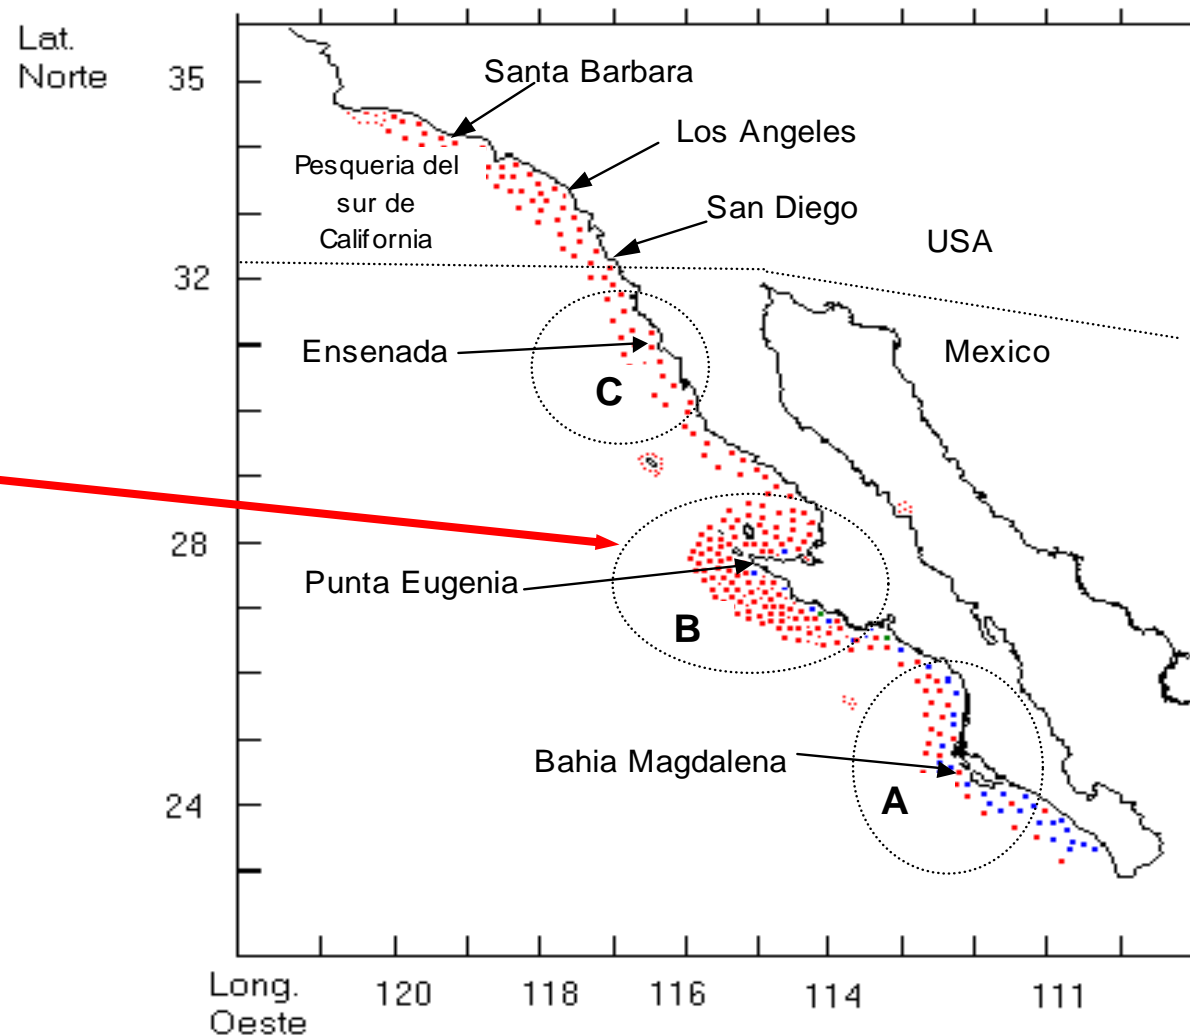 Lat.
Norte
35
Santa Barbara
Los Angeles
Pesqueria del
sur de
California
San Diego
USA
32
Ensenada
Mexico
C
28
Punta Eugenia
B
Bahia Magdalena
A
24
Long.
Oeste
120
118
116
114
111